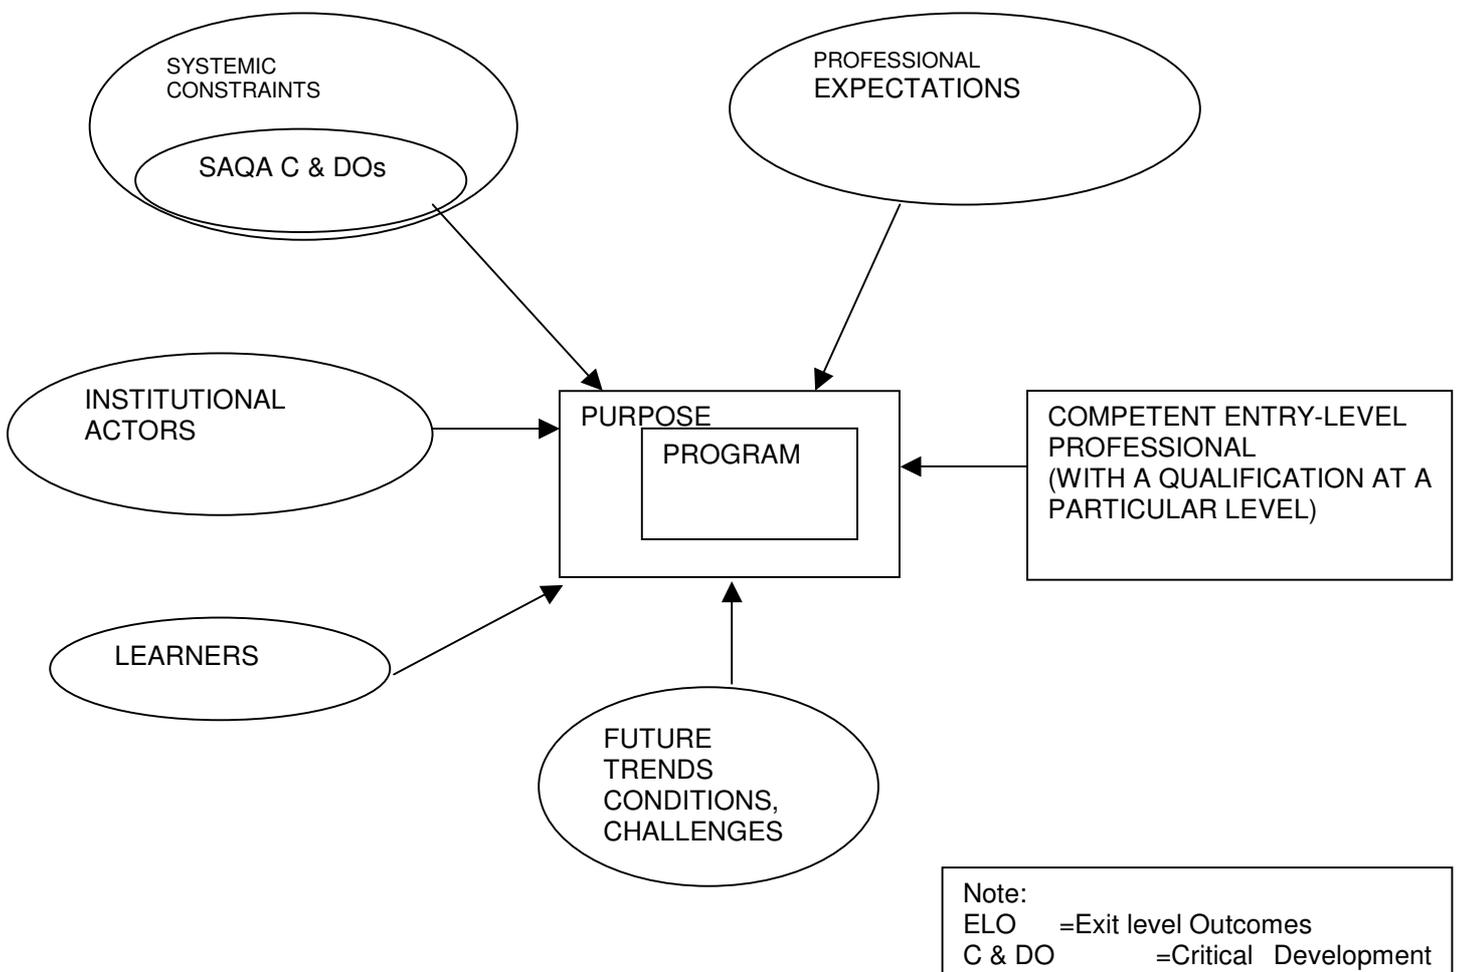 SYSTEMIC
CONSTRAINTS
SAQA C & DOs
PROFESSIONAL
EXPECTATIONS
INSTITUTIONAL
ACTORS
PURPOSE
PROGRAM
COMPETENT ENTRY-LEVEL
PROFESSIONAL
(WITH A QUALIFICATION AT A
PARTICULAR LEVEL)
LEARNERS
FUTURE
TRENDS
CONDITIONS,
CHALLENGES
Note:
ELO =Exit level Outcomes
C & DO =Critical Development